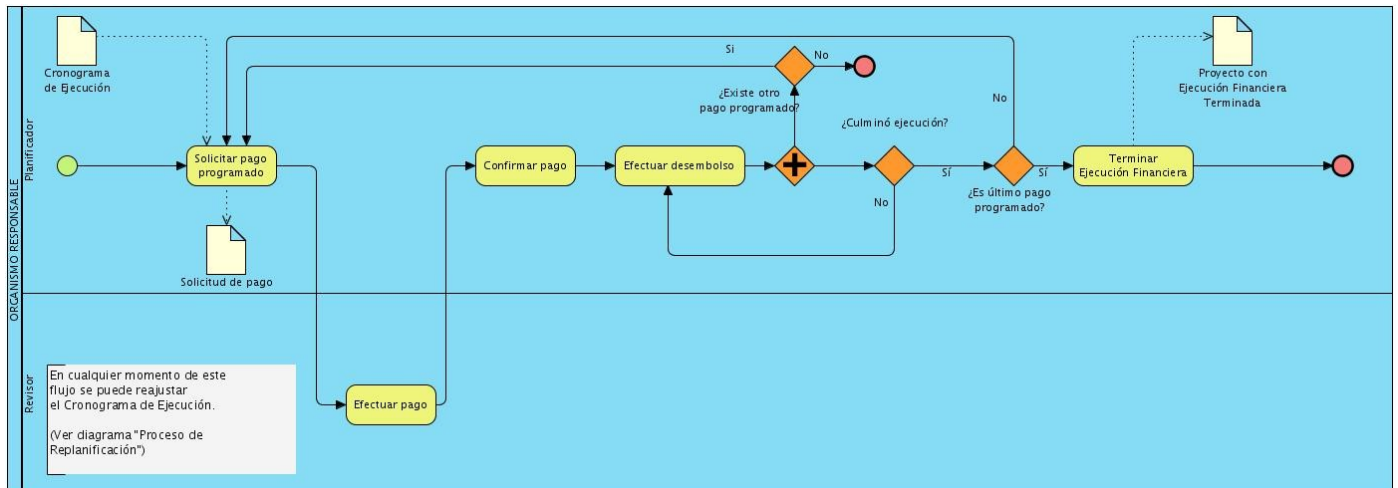 ORGANISMO RESPONSABLE
Planificador
Cronograma
de Ejecución
Solicitar pago
programado
Solicitud de pago
Confirmar pago
Efectuar desembolso
Si
No
¿Existe otro
pago programado?
¿Culminó ejecución?
Sí
No
No
¿Es último pago
programado?
Sí
Terminar
Ejecución Financiera
Proyecto con
Ejecución Financiera
Terminada
Revisor
En cualquier momento de este
flujo se puede reajustar
el Cronograma de Ejecución.
(Ver diagrama "Proceso de
Replanificación")
Efectuar pago